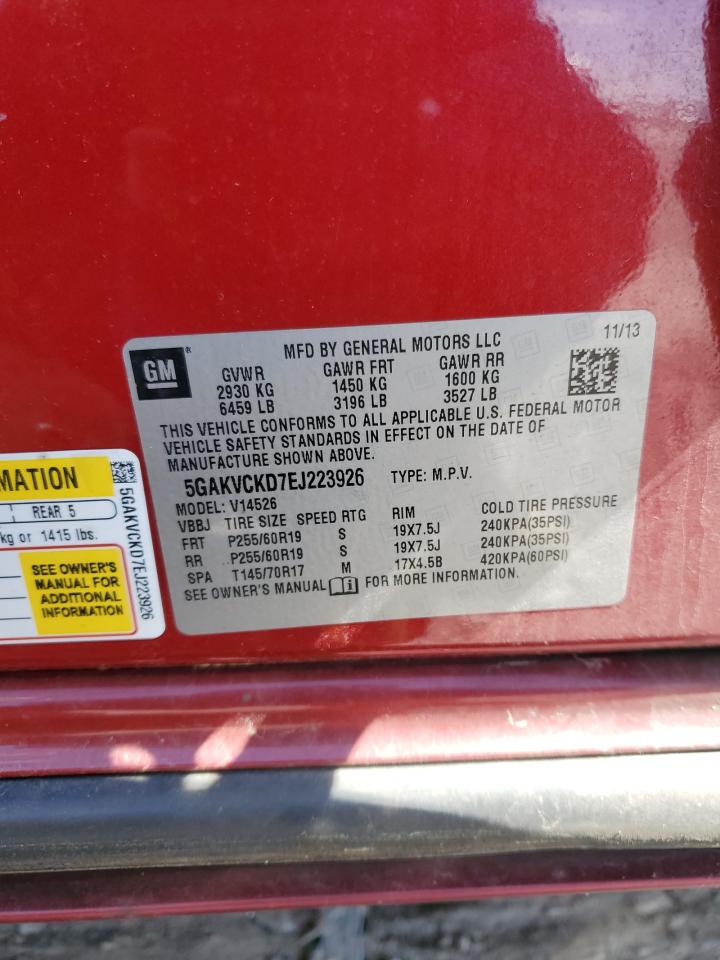 11/13
MFD BY GENERAL MOTORS LLC
GM ®
GVWR GAWR FRT GAWR RR
2930 KG 1450 KG 1600 KG
6459 LB 3196 LB 3527 LB
THIS VEHICLE CONFORMS TO ALL APPLICABLE U.S. FEDERAL MOTOR
VEHICLE SAFETY STANDARDS IN EFFECT ON THE DATE OF
MANUFACTURE SHOWN ABOVE.
5GAKVCKD7EJ223926 TYPE: M.P.V.
MODEL: V14526
VBBJ TIRE SIZE SPEED RTG RIM COLD TIRE PRESSURE
FRT P255/60R19 S 19X7.5J 240KPA(35PSI)
RR P255/60R19 S 19X7.5J 240KPA(35PSI)
SPA T145/70R17 M 17X4.5B 420KPA(60PSI)
SEE OWNER'S MANUAL FOR MORE INFORMATION.
MATION
REAR 5
kg or 1415 lbs.
SEE OWNER'S
MANUAL FOR
ADDITIONAL
INFORMATION
5GAKVCKD7EJ223926